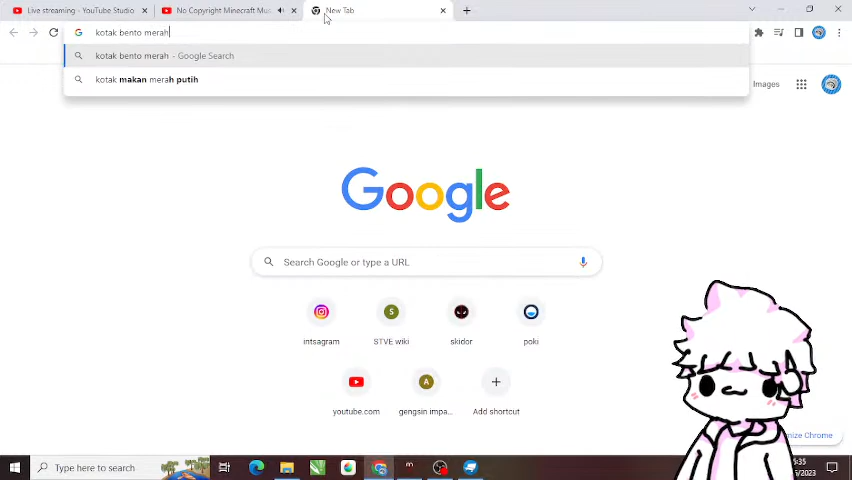 Live streaming - YouTube Studio
No Copyright Minecraft Mu
New Tab
kotak bento merah
kotak bento merah - Google Search
kotak makan merah putih
Images
Google
Search Google or type a URL
intsagram
STVE wiki
skidor
poki
youtube.com
gengsin impa...
Add shortcut
mize Chrome
Type here to search